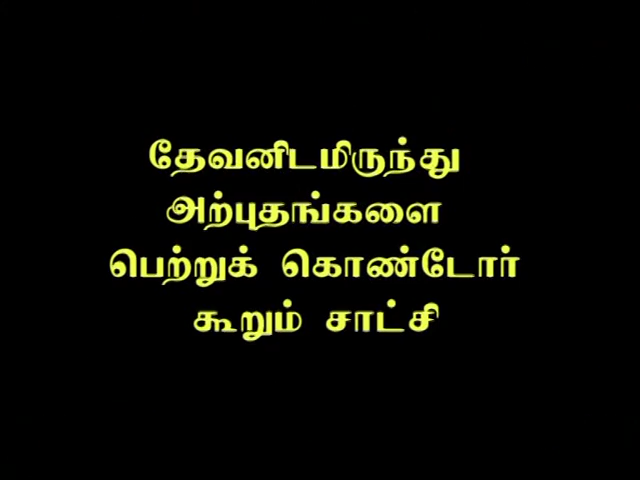 தேவனிடமிருந்து
அற்புதங்களை
பெற்றுக் கொண்டோர்
கூறும் சாட்சி